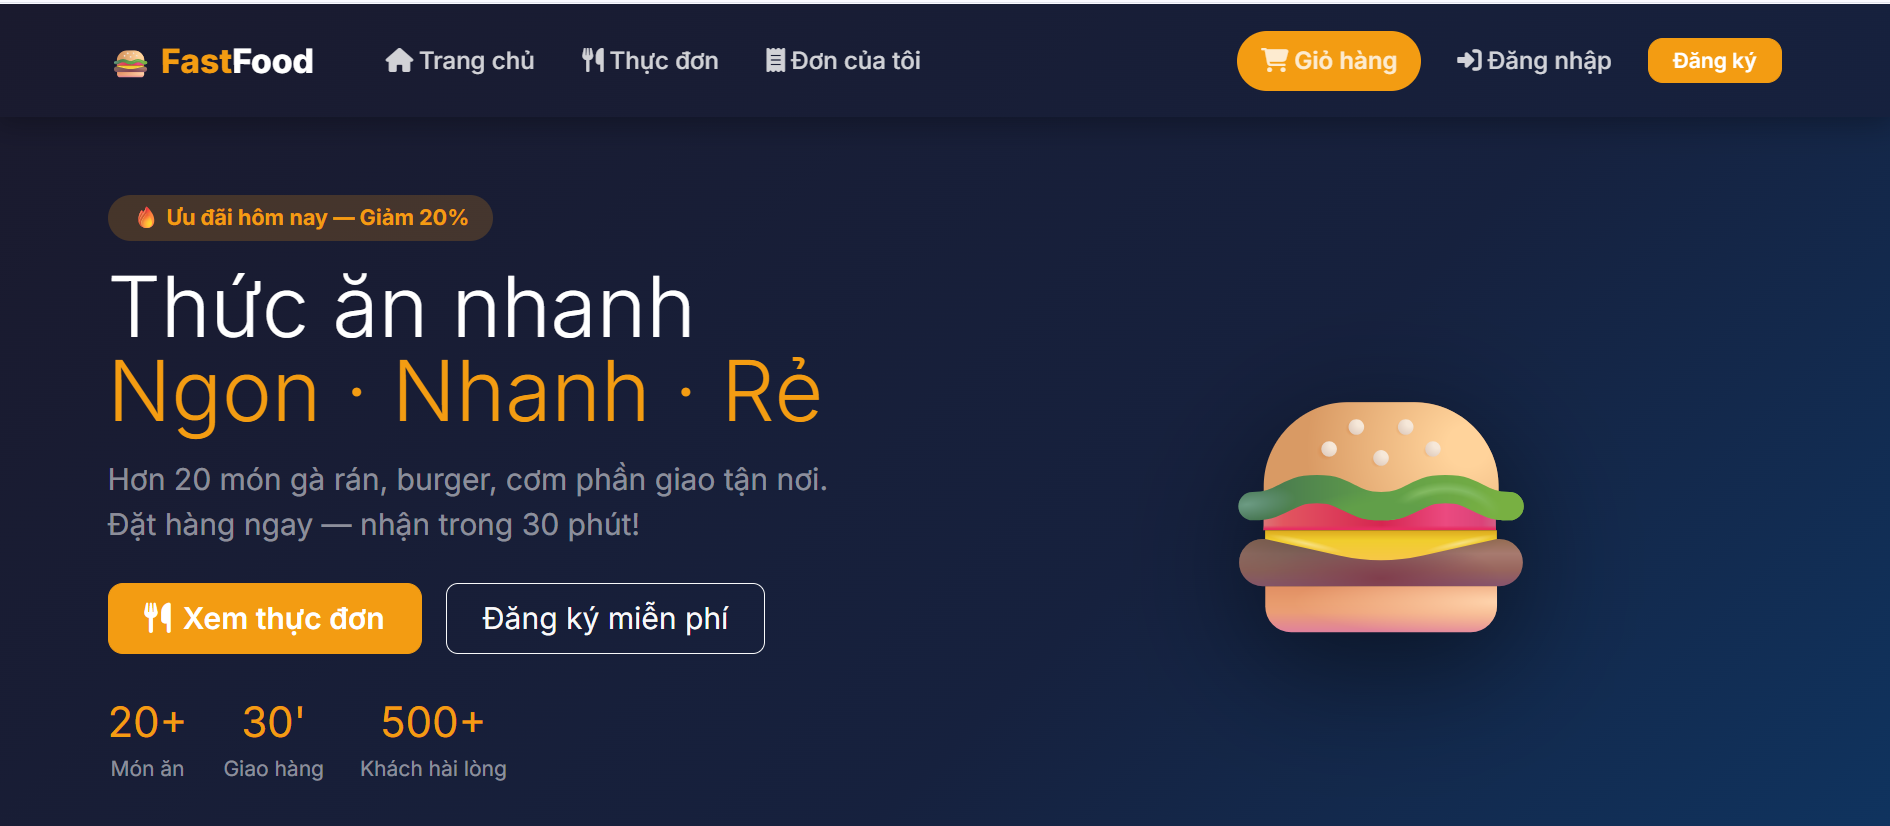 FastFood
Trang chủ
Thực đơn
Đơn của tôi
Giỏ hàng
Đăng nhập
Đăng ký
Ưu đãi hôm nay — Giảm 20%
Thức ăn nhanh
Ngon · Nhanh · Rẻ
Hơn 20 món gà rán, burger, cơm phần giao tận nơi.
Đặt hàng ngay — nhận trong 30 phút!
Xem thực đơn
Đăng ký miễn phí
20+
Món ăn
30'
Giao hàng
500+
Khách hài lòng